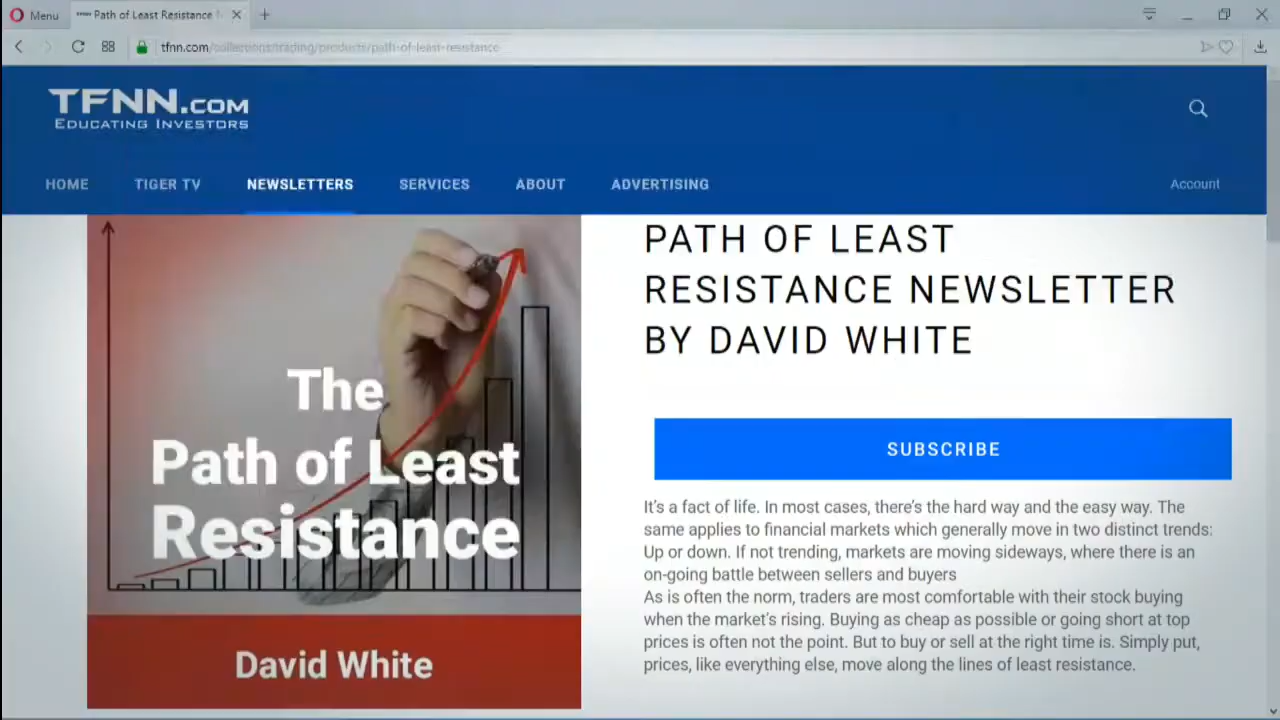 Menu
Path of Least Resistance
tfnn.com/collections/trading/products/path-of-least-resistance
TFNN.COM
EDUCATING INVESTORS
HOME TIGER TV NEWSLETTERS SERVICES ABOUT ADVERTISING Account
The
Path of Least
Resistance
David White
PATH OF LEAST
RESISTANCE NEWSLETTER
BY DAVID WHITE
SUBSCRIBE
It's a fact of life. In most cases, there's the hard way and the easy way. The
same applies to financial markets which generally move in two distinct trends:
Up or down. If not trending, markets are moving sideways, where there is an
on-going battle between sellers and buyers
As is often the norm, traders are most comfortable with their stock buying
when the market's rising. Buying as cheap as possible or going short at top
prices is often not the point. But to buy or sell at the right time is. Simply put,
prices, like everything else, move along the lines of least resistance.